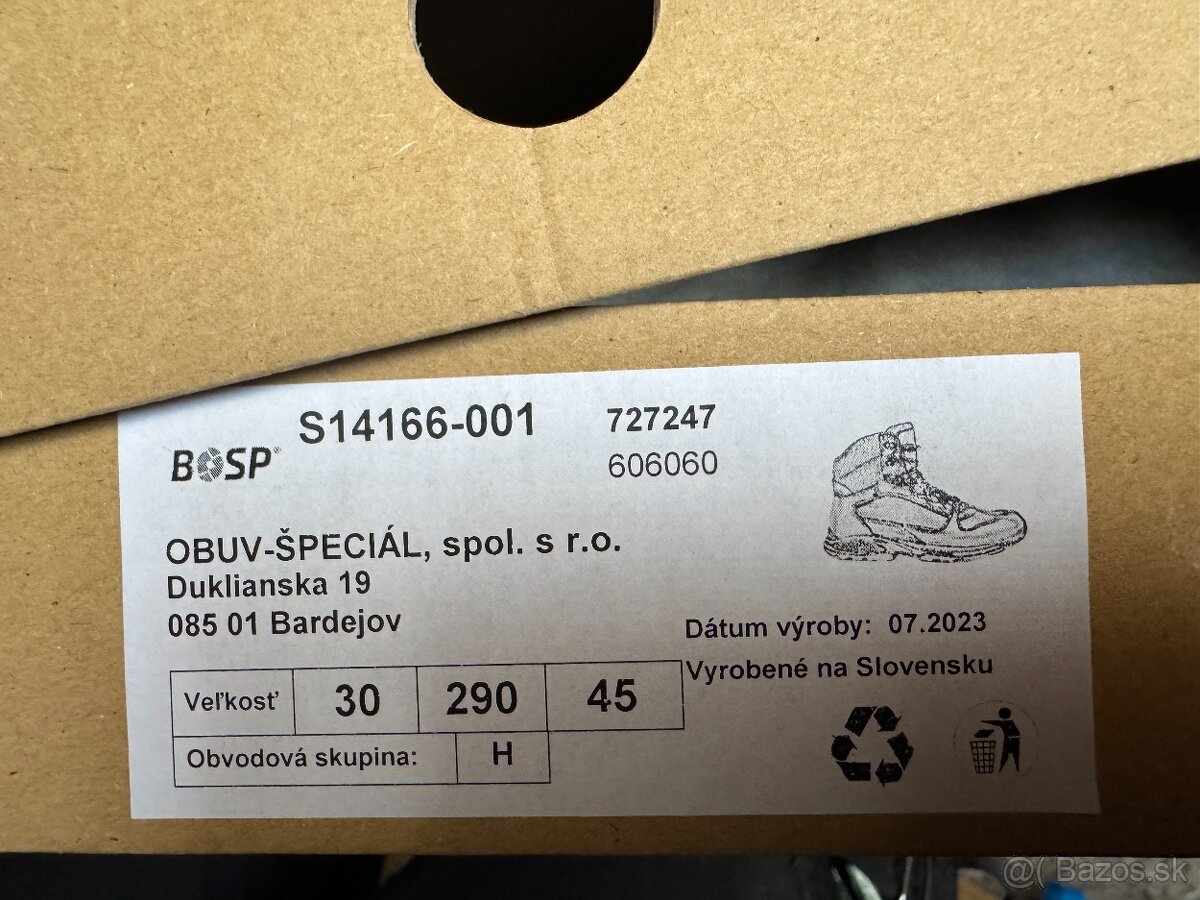 S14166-001 727247
BOSP® 606060
OBUV-ŠPECIÁL, spol. s r.o.
Duklianska 19
085 01 Bardejov
Dátum výroby: 07.2023
Vyrobené na Slovensku
Veľkosť 30 290 45
Obvodová skupina: H
@( Bazos.sk